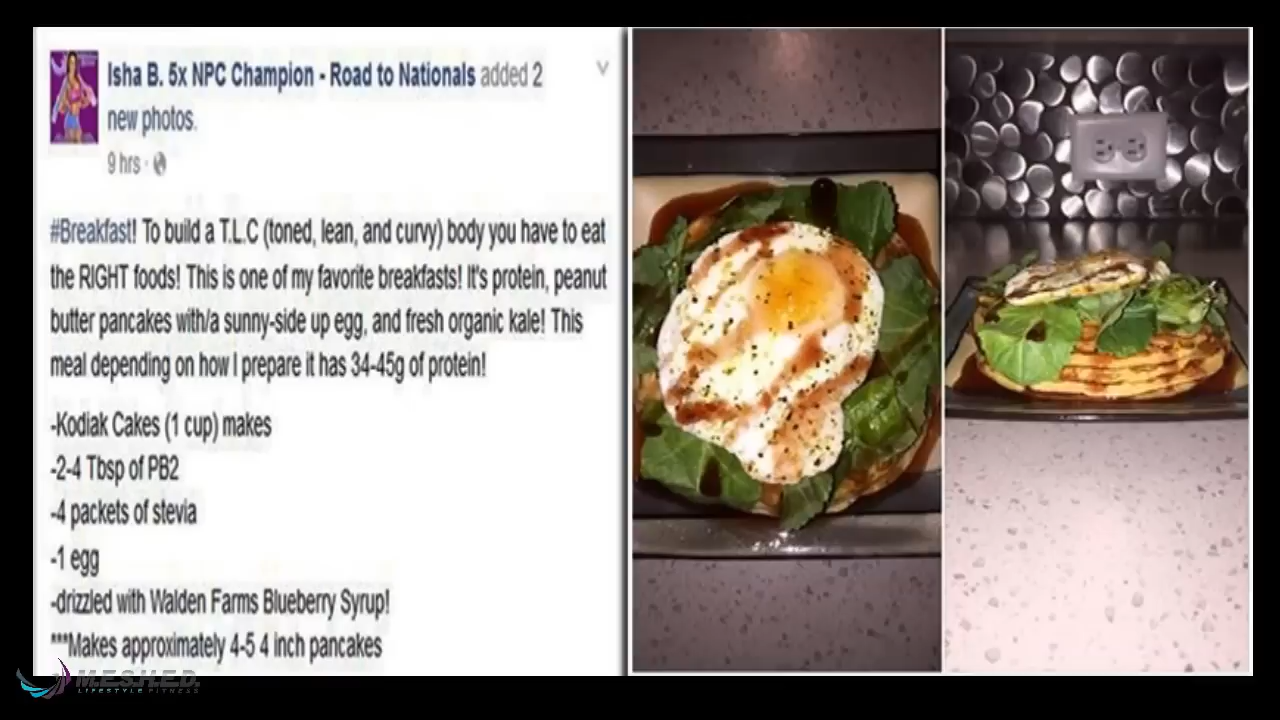 Isha B. 5x NPC Champion - Road to Nationals added 2
new photos.
9 hrs ·
#Breakfast! To build a T.L.C (toned, lean, and curvy) body you have to eat
the RIGHT foods! This is one of my favorite breakfasts! It's protein, peanut
butter pancakes with/a sunny-side up egg, and fresh organic kale! This
meal depending on how I prepare it has 34-45g of protein!
-Kodiak Cakes (1 cup) makes
-2-4 Tbsp of PB2
-4 packets of stevia
-1 egg
-drizzled with Walden Farms Blueberry Syrup!
***Makes approximately 4-5 4 inch pancakes
M.E.S.H.E.D.
LIFESTYLE FITNESS